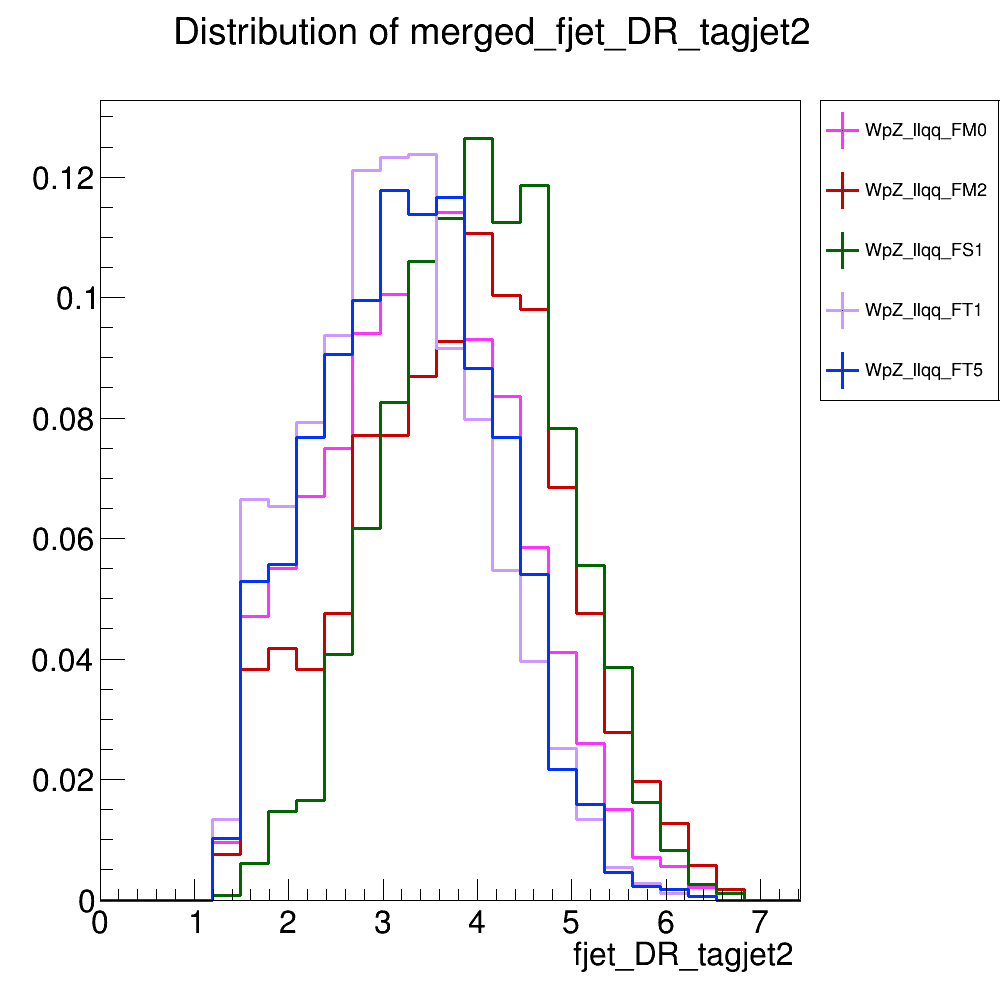 Distribution of merged_fjet_DR_tagjet2
WpZ_llqq_FM0
WpZ_llqq_FM2
WpZ_llqq_FS1
WpZ_llqq_FT1
WpZ_llqq_FT5
0.12
0.1
0.08
0.06
0.04
0.02
0
0 1 2 3 4 5 6 7
fjet_DR_tagjet2